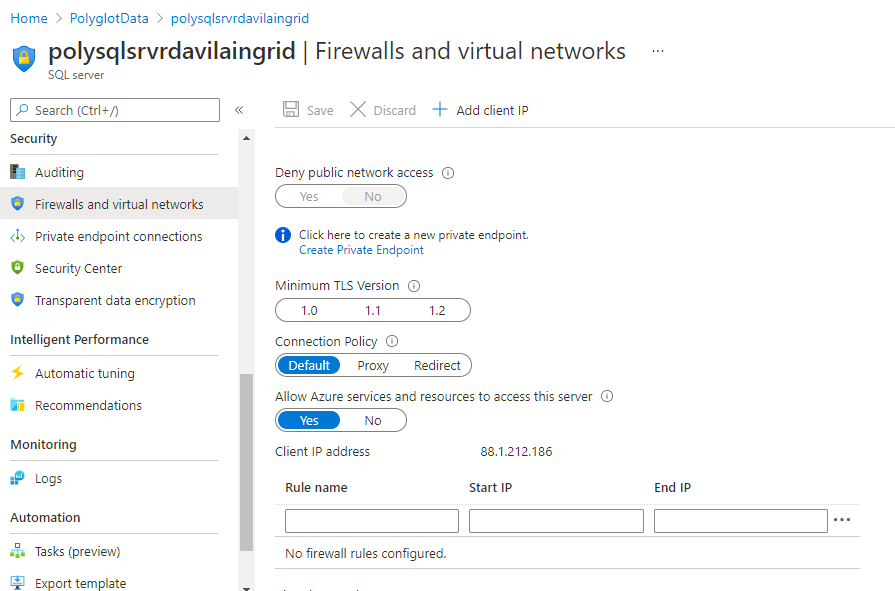 Home > PolyglotData > polysqlsrvrdavilaingrid
polysqlsrvrdavilaingrid | Firewalls and virtual networks ...
SQL server
Search (Ctrl+/)
«
Security
Auditing
Firewalls and virtual networks
Private endpoint connections
Security Center
Transparent data encryption
Intelligent Performance
Automatic tuning
Recommendations
Monitoring
Logs
Automation
Tasks (preview)
Export template
Save Discard Add client IP
Deny public network access
Yes No
Click here to create a new private endpoint.
Create Private Endpoint
Minimum TLS Version
1.0 1.1 1.2
Connection Policy
Default Proxy Redirect
Allow Azure services and resources to access this server
Yes No
Client IP address 88.1.212.186
Rule name Start IP End IP
...
No firewall rules configured.